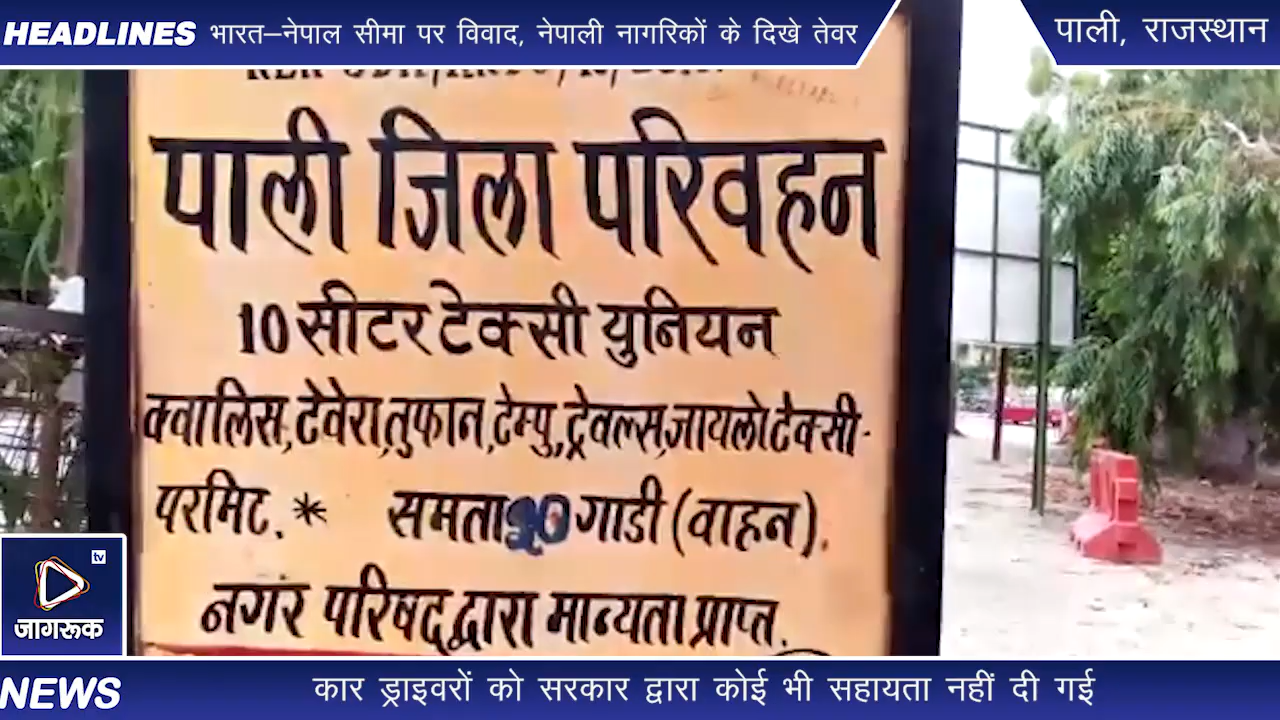 HEADLINES भारत–नेपाल सीमा पर विवाद, नेपाली नागरिकों के दिखे तेवर
पाली, राजस्थान
पाली जिला परिवहन
10 सीटर टेक्सी युनियन
क्वालिस, टेवेरा, तुफान, टेम्पु, ट्रेवल्स, जायलो टेक्सी.
परमिट. * समता 90 गाडी (वाहन).
नगर परिषद् द्वारा मान्यता प्राप्त.
tv
जागरूक
NEWS कार ड्राइवरों को सरकार द्वारा कोई भी सहायता नहीं दी गई